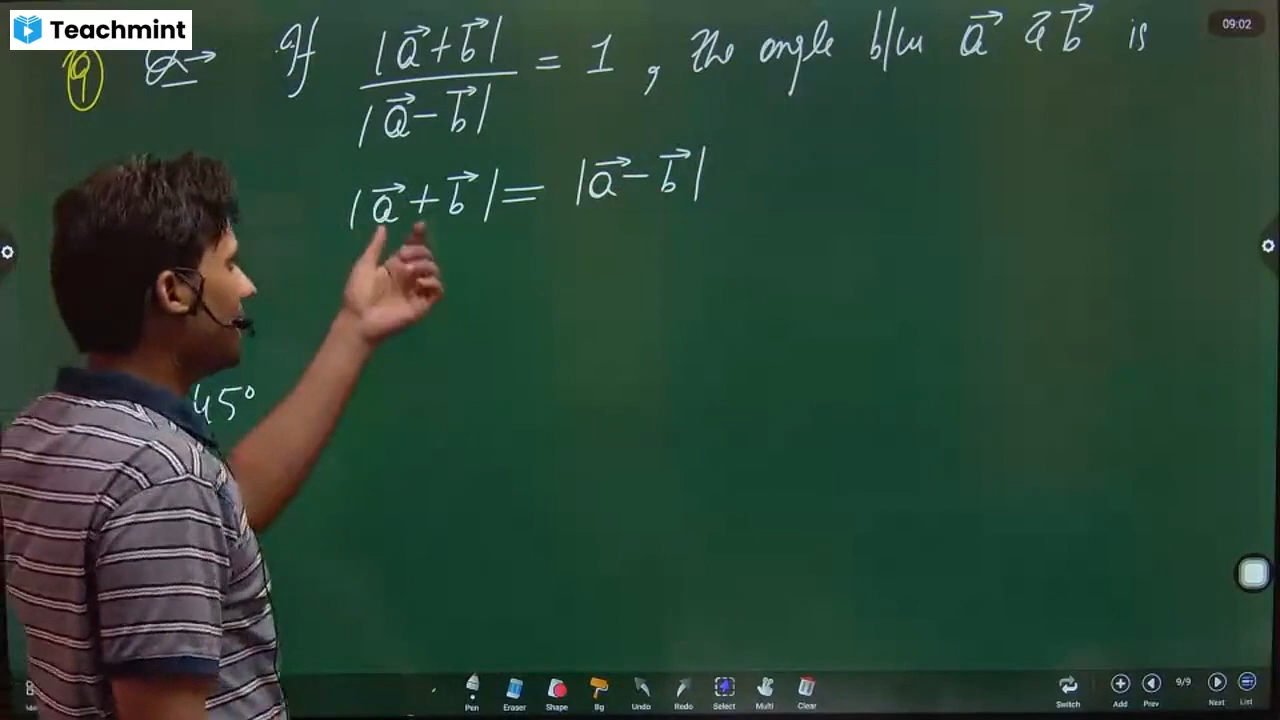 Teachmint
09:02
9 Q→ If |a⃗+b⃗| / |a⃗-b⃗| = 1, the angle b/w a⃗ & b⃗ is
|a⃗+b⃗| = |a⃗-b⃗|
45°
Pen Eraser Shape Bg Undo Redo Select Multi Clear Switch Add Prev 9/9 Next List